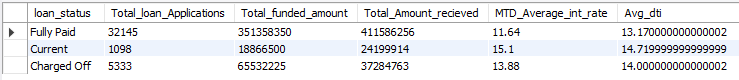 loan_status Total_loan_Applications Total_funded_amount Total_Amount_recieved MTD_Average_int_rate Avg_dti
Fully Paid 32145 351358350 411586256 11.64 13.170000000000002
Current 1098 18866500 24199914 15.1 14.719999999999999
Charged Off 5333 65532225 37284763 13.88 14.000000000000002